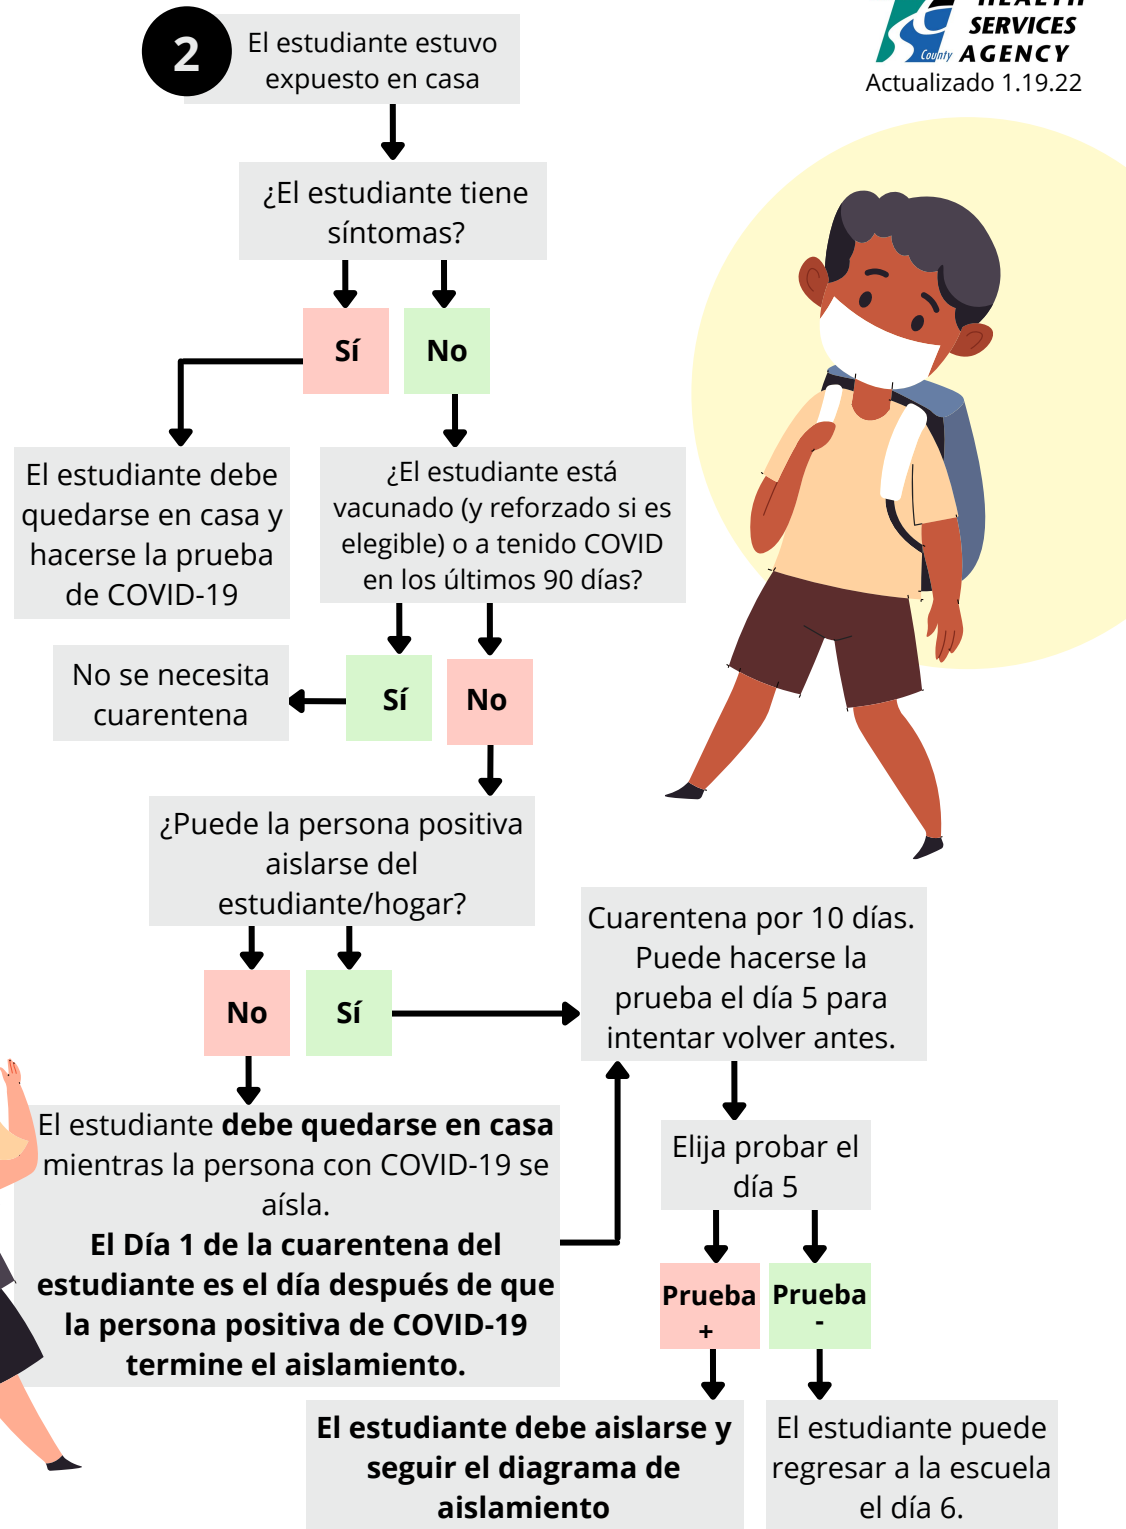 HEALTH
SERVICES
County AGENCY
Actualizado 1.19.22
2
El estudiante estuvo
expuesto en casa
¿El estudiante tiene
síntomas?
Sí
No
El estudiante debe
quedarse en casa y
hacerse la prueba
de COVID-19
¿El estudiante está
vacunado (y reforzado si es
elegible) o a tenido COVID
en los últimos 90 días?
No se necesita
cuarentena
Sí
No
¿Puede la persona positiva
aislarse del
estudiante/hogar?
No
Sí
Cuarentena por 10 días.
Puede hacerse la
prueba el día 5 para
intentar volver antes.
El estudiante debe quedarse en casa
mientras la persona con COVID-19 se
aísla.
El Día 1 de la cuarentena del
estudiante es el día después de que
la persona positiva de COVID-19
termine el aislamiento.
Elija probar el
día 5
Prueba
+
Prueba
-
El estudiante debe aislarse y
seguir el diagrama de
aislamiento
El estudiante puede
regresar a la escuela
el día 6.